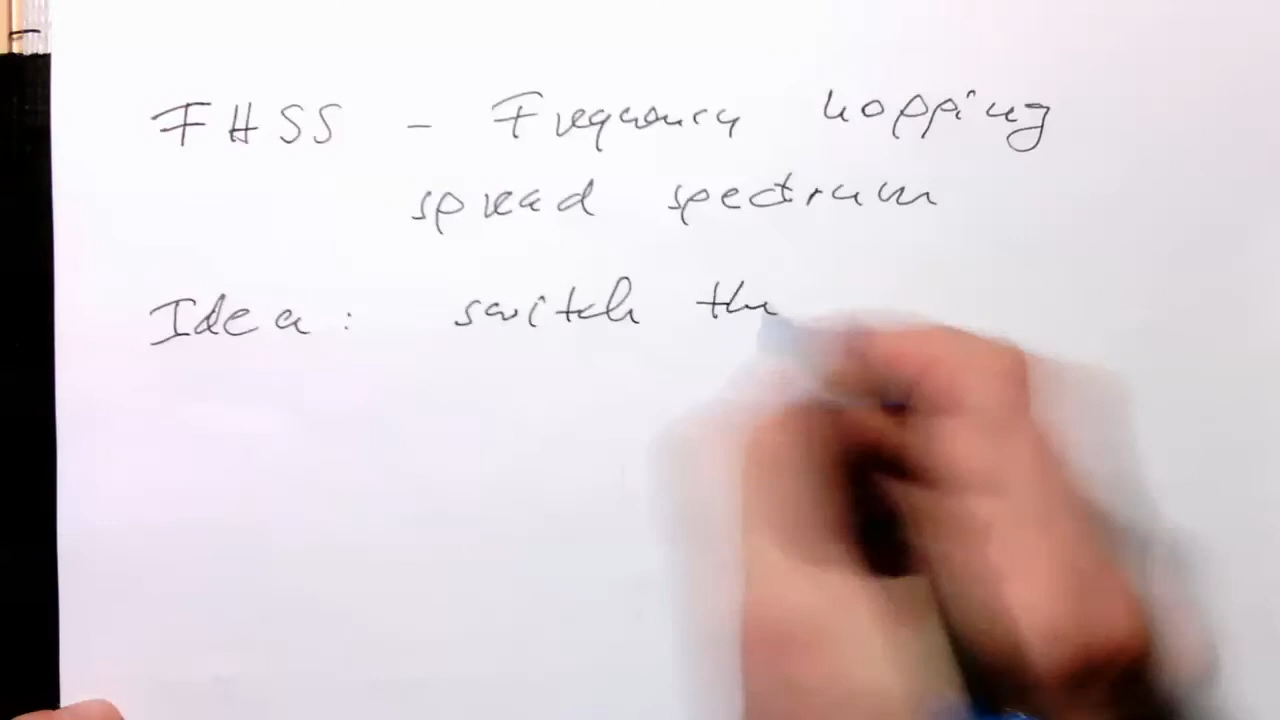 FHSS - Frequency hopping
spread spectrum
Idea: switch the